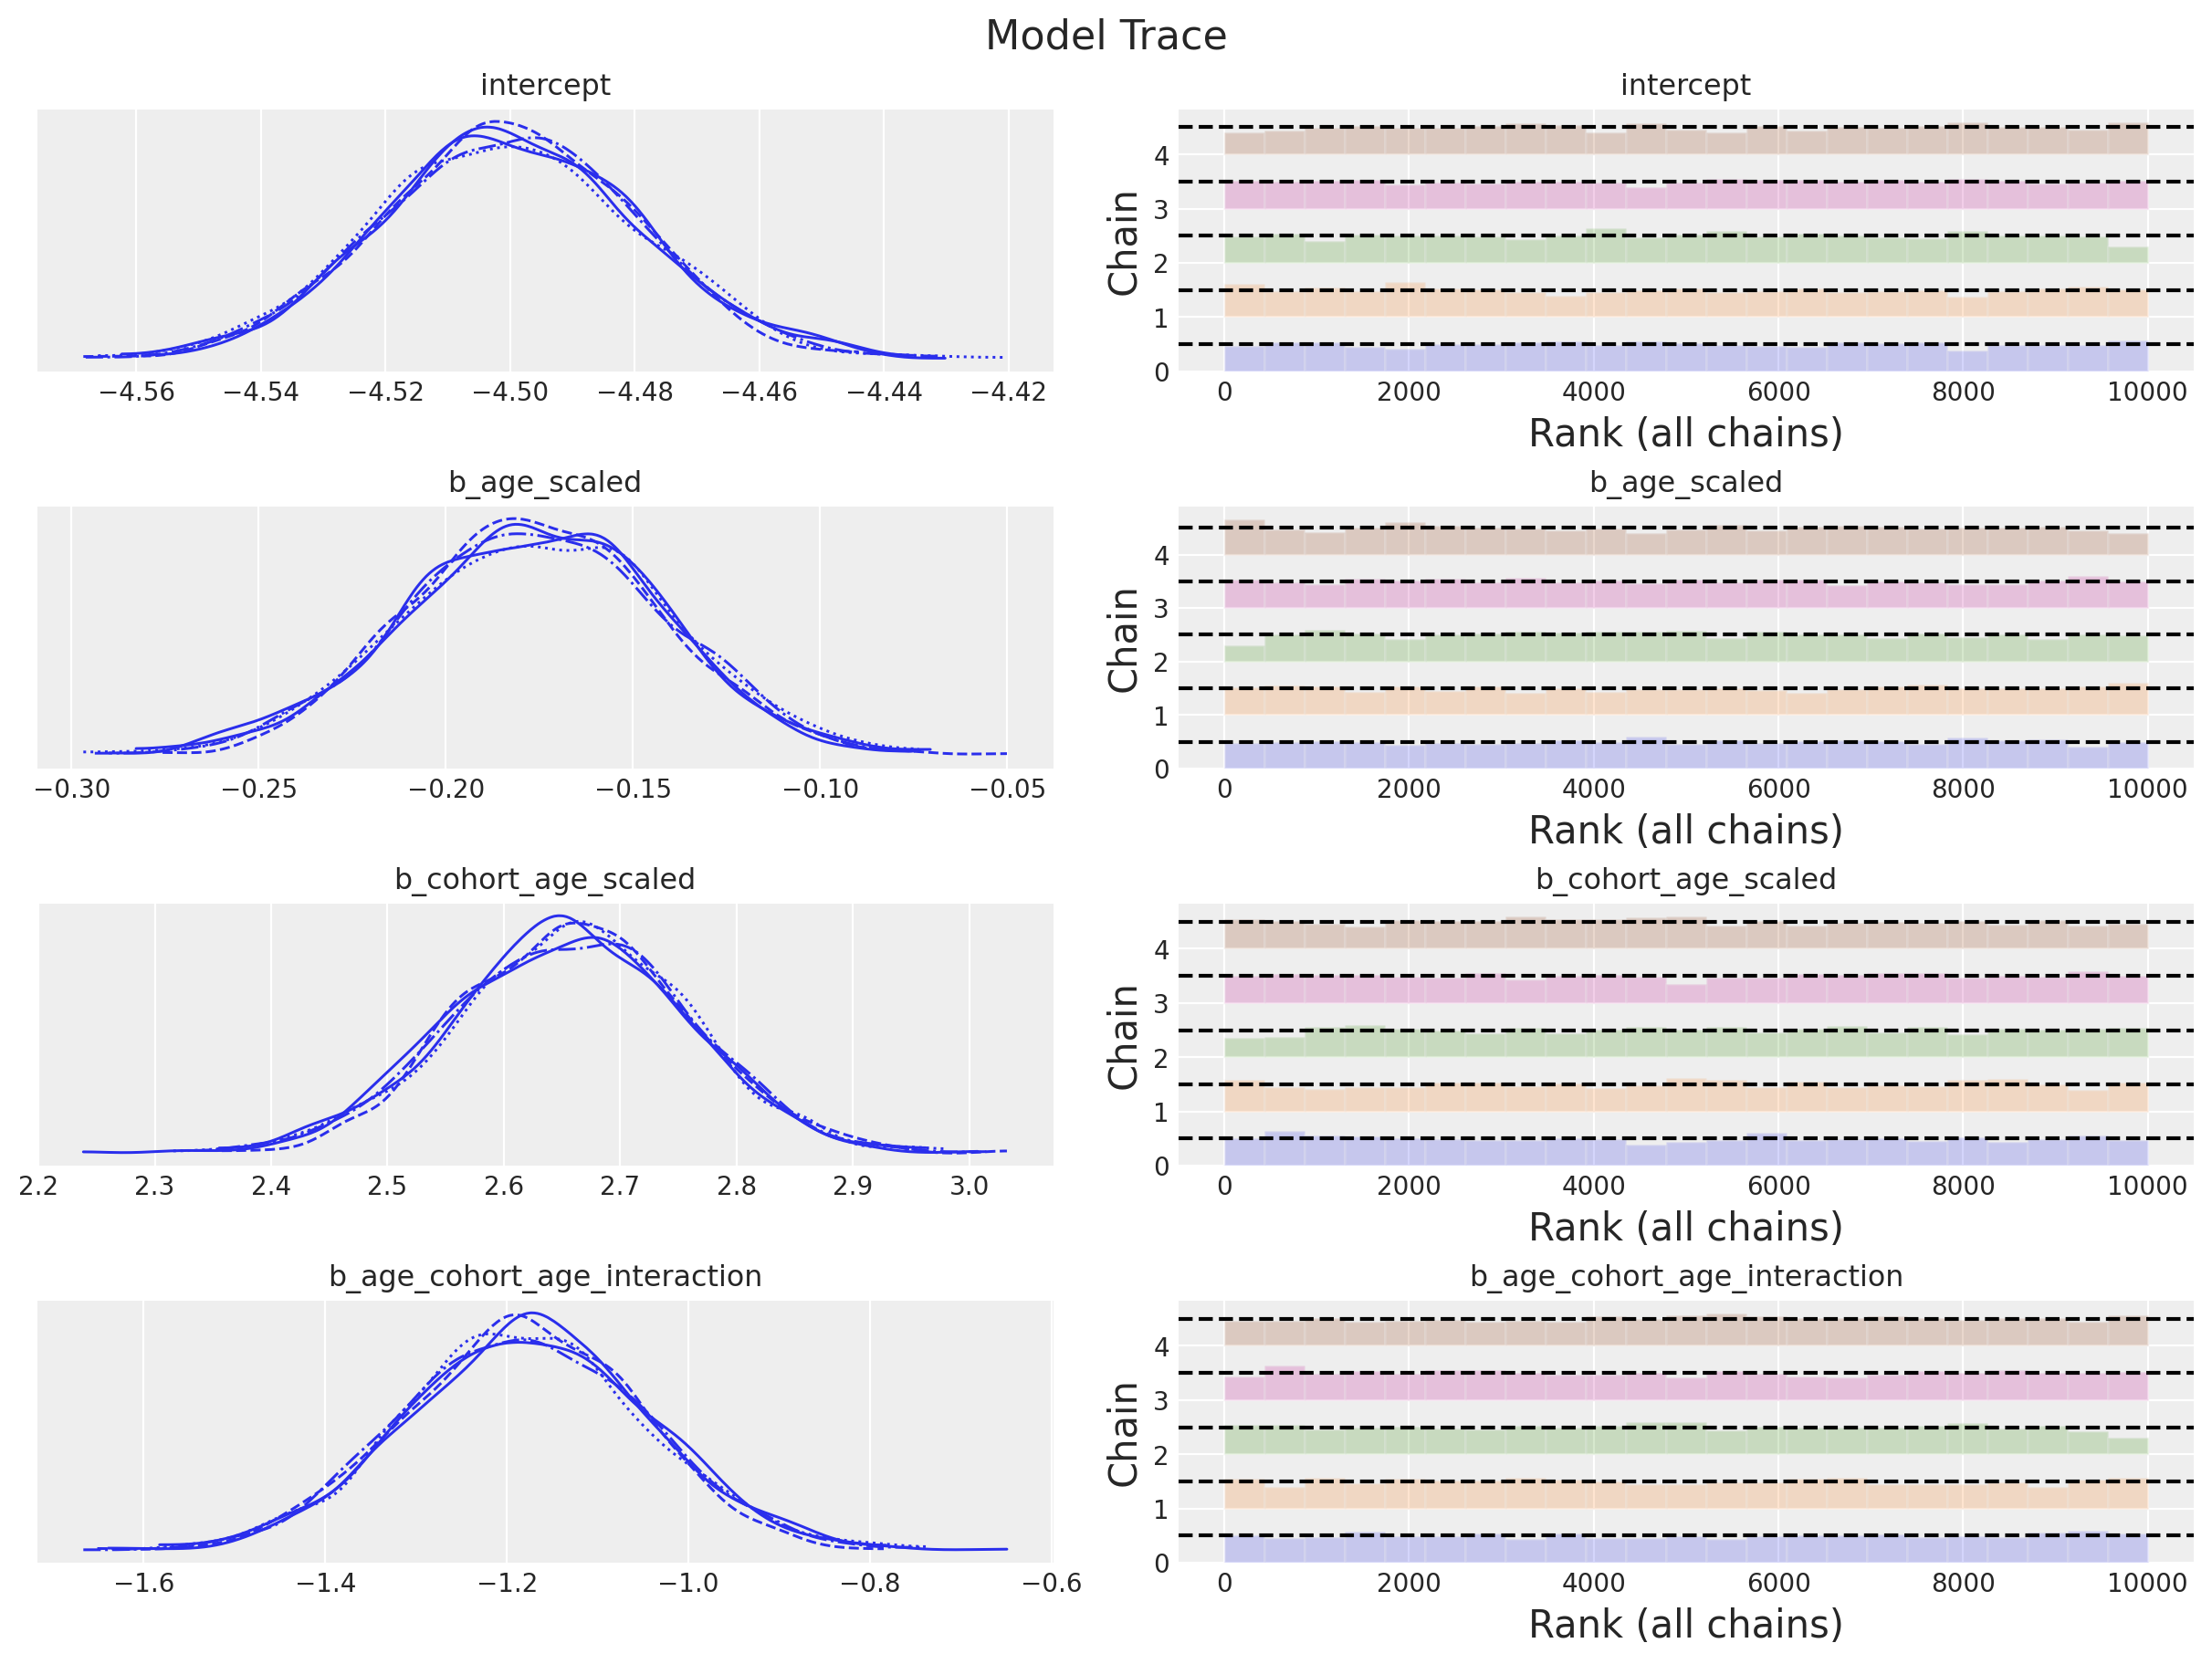 Model Trace
intercept
intercept
−4.56 −4.54 −4.52 −4.50 −4.48 −4.46 −4.44 −4.42
Chain
4
3
2
1
0
0 2000 4000 6000 8000 10000
Rank (all chains)
b_age_scaled
b_age_scaled
−0.30 −0.25 −0.20 −0.15 −0.10 −0.05
Chain
4
3
2
1
0
0 2000 4000 6000 8000 10000
Rank (all chains)
b_cohort_age_scaled
b_cohort_age_scaled
2.2 2.3 2.4 2.5 2.6 2.7 2.8 2.9 3.0
Chain
4
3
2
1
0
0 2000 4000 6000 8000 10000
Rank (all chains)
b_age_cohort_age_interaction
b_age_cohort_age_interaction
−1.6 −1.4 −1.2 −1.0 −0.8 −0.6
Chain
4
3
2
1
0
0 2000 4000 6000 8000 10000
Rank (all chains)